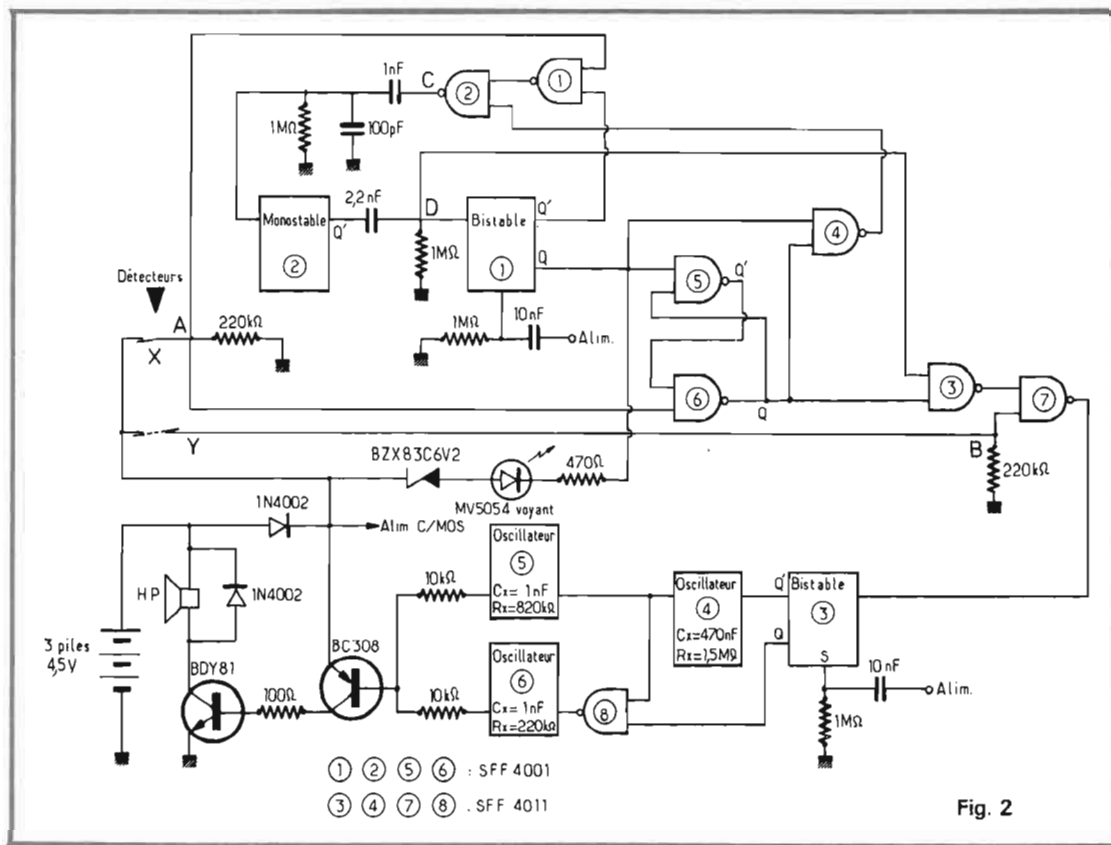 1nF
C
②
①
1MΩ
100pF
Monostable
Q'
②
2,2nF
D
1MΩ
Bistable
Q'
Q
①
④
Détecteurs
A
220kΩ
X
1MΩ
10nF
Alim.
⑤
Q'
⑥
Q
③
⑦
Y
B
220kΩ
BZX83C6V2
470Ω
MV5054 voyant
1N4002
Alim C/MOS
HP
1N4002
3 piles
4,5V
BDY81
100Ω
BC308
10kΩ
10kΩ
Oscillateur
⑤
Cx= 1nF
Rx=820kΩ
Oscillateur
⑥
Cx=1nF
Rx=220kΩ
⑧
Oscillateur
④
Cx=470nF
Rx=1,5MΩ
Q'
Bistable
③
Q
S
10nF
Alim.
1MΩ
① ② ⑤ ⑥ : SFF 4001
③ ④ ⑦ ⑧ . SFF 4011
Fig. 2